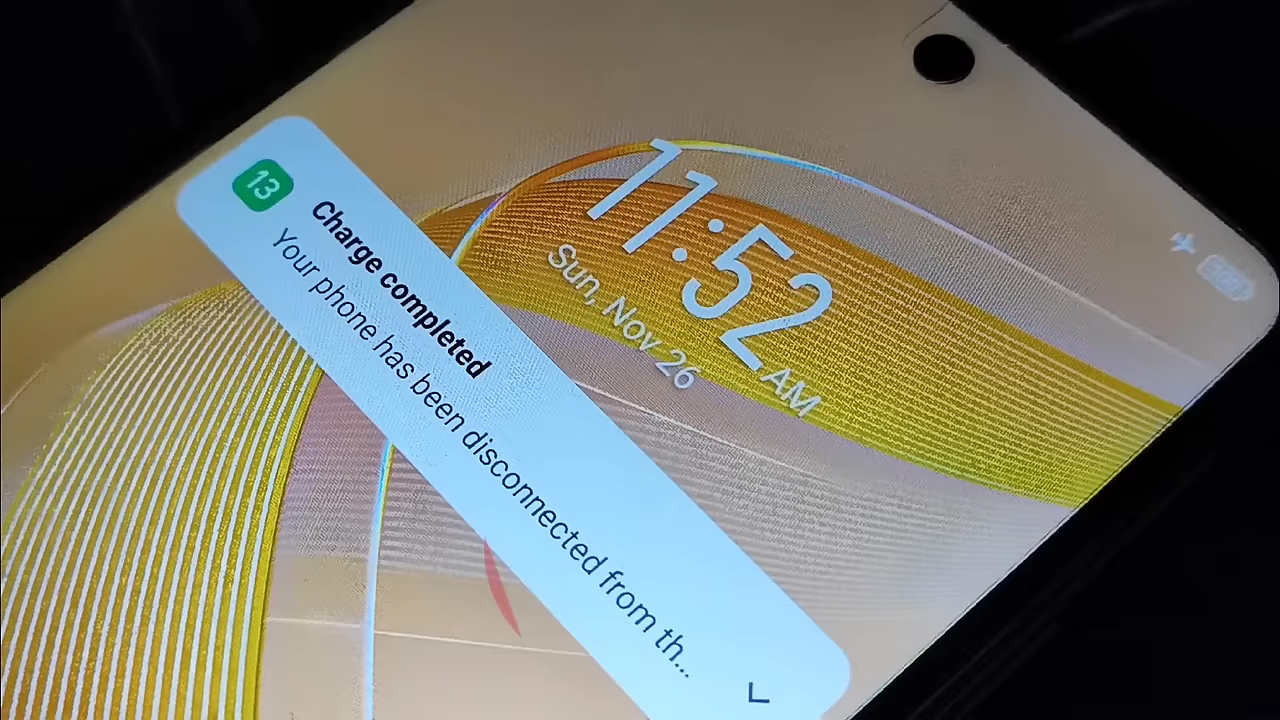 11:52 AM
Sun, Nov 26
13
Charge completed
Your phone has been disconnected from th...